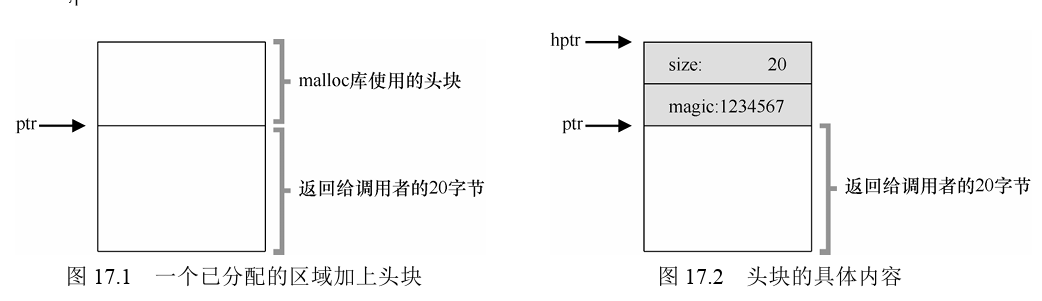 malloc库使用的头块
ptr
返回给调用者的20字节
图 17.1 一个已分配的区域加上头块
hptr
size: 20
magic:1234567
ptr
返回给调用者的20字节
图 17.2 头块的具体内容